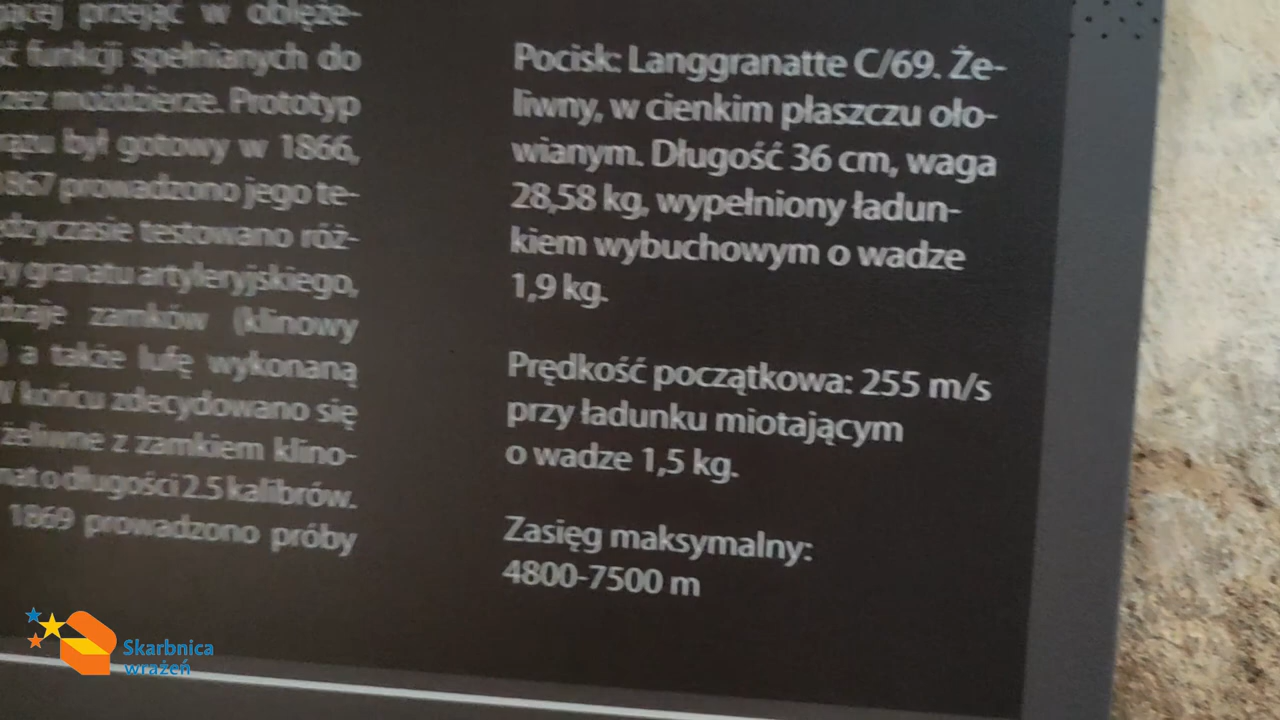 przejąć w oblęże-
funkcji spełnianych do
moździerze. Prototyp
był gotowy w 1866,
1867 prowadzono jego te-
testowano róż-
granatu artyleryjskiego,
zamków (klinowy
) a także lufę wykonaną
W końcu zdecydowano się
żeliwne z zamkiem klino-
o długości 2.5 kalibrów.
1869 prowadzono próby
Pocisk: Langgranatte C/69. Że-
liwny, w cienkim płaszczu oło-
wianym. Długość 36 cm, waga
28,58 kg, wypełniony ładun-
kiem wybuchowym o wadze
1,9 kg.
Prędkość początkowa: 255 m/s
przy ładunku miotającym
o wadze 1,5 kg.
Zasięg maksymalny:
4800-7500 m
Skarbnica
wrażeń